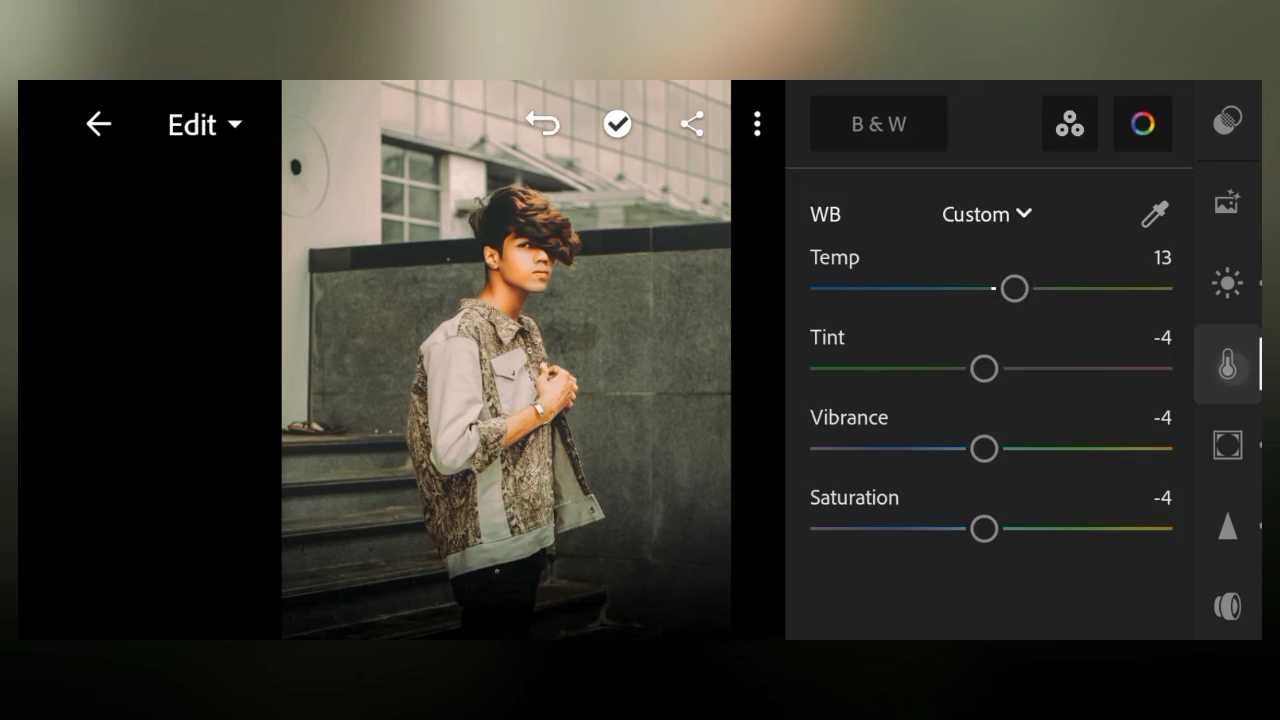 Edit
B & W
WB Custom
Temp 13
Tint -4
Vibrance -4
Saturation -4